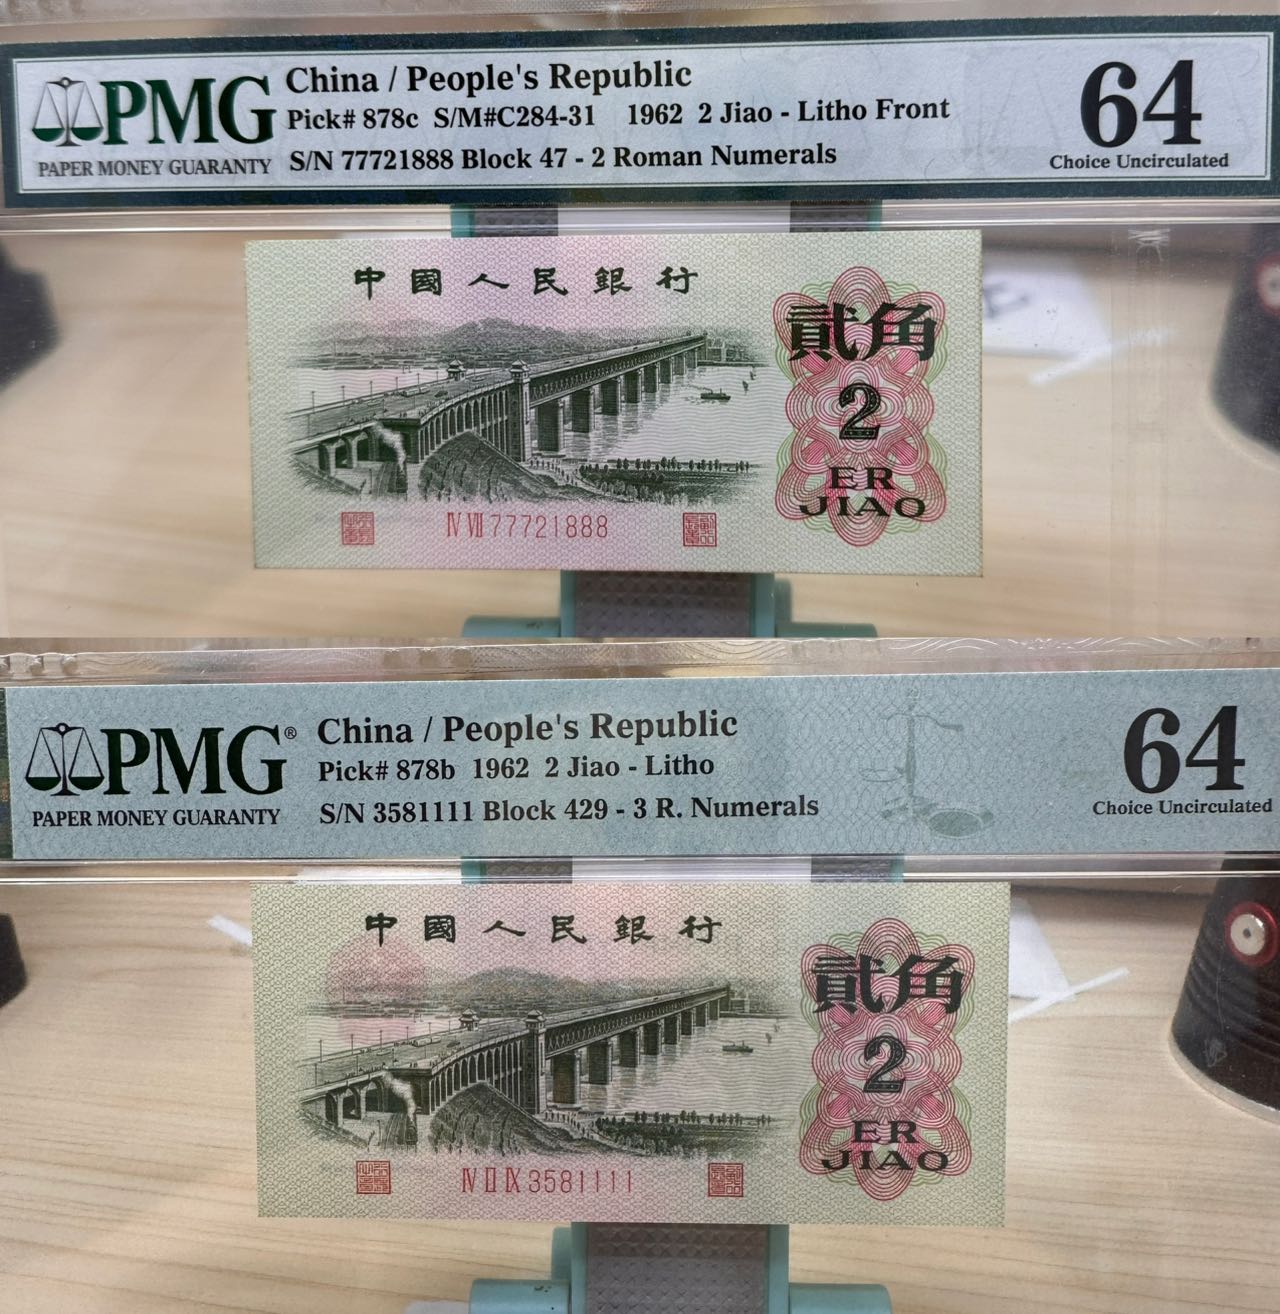 PMG
PAPER MONEY GUARANTY
China / People's Republic
Pick# 878c S/M#C284-31 1962 2 Jiao - Litho Front
S/N 77721888 Block 47 - 2 Roman Numerals
64
Choice Uncirculated
中國人民銀行
貳角
2
ER
JIAO
IV VII 77721888
PMG®
PAPER MONEY GUARANTY
China / People's Republic
Pick# 878b 1962 2 Jiao - Litho
S/N 3581111 Block 429 - 3 R. Numerals
64
Choice Uncirculated
中國人民銀行
貳角
2
ER
JIAO
IV II IX 3581111